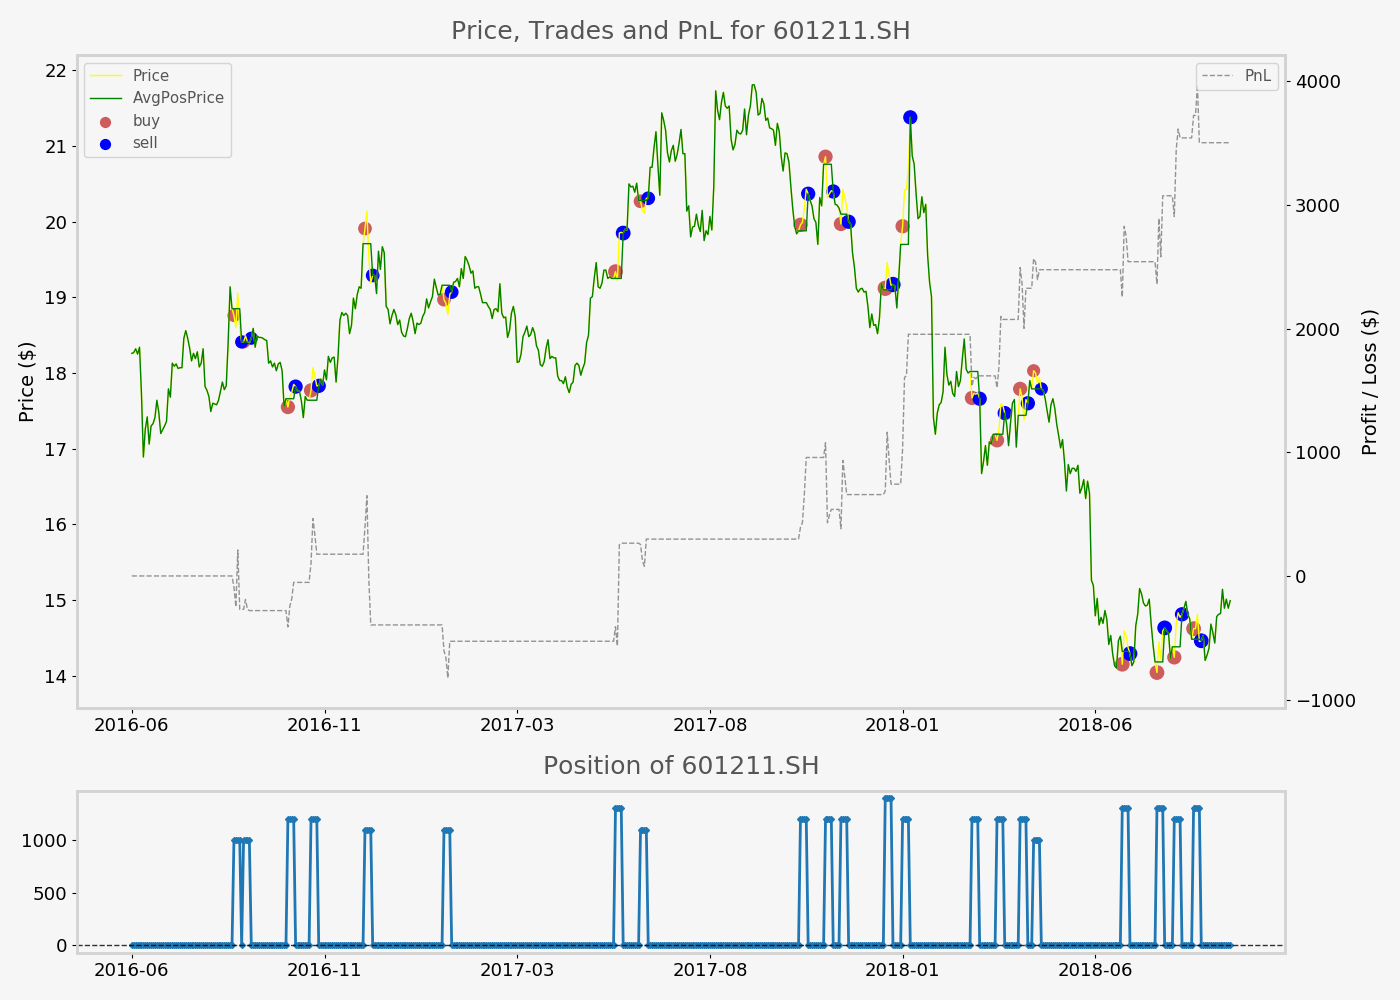 Price, Trades and PnL for 601211.SH
Price
AvgPosPrice
buy
sell
PnL
Price ($)
22
21
20
19
18
17
16
15
14
Profit / Loss ($)
4000
3000
2000
1000
0
−1000
2016-06 2016-11 2017-03 2017-08 2018-01 2018-06
Position of 601211.SH
1000
500
0
2016-06 2016-11 2017-03 2017-08 2018-01 2018-06